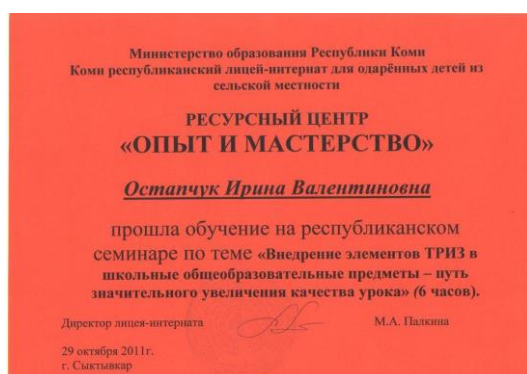 Министерство образования Республики Коми
Коми республиканский лицей-интернат для одарённых детей из
сельской местности
РЕСУРСНЫЙ ЦЕНТР
«ОПЫТ И МАСТЕРСТВО»
Остапчук Ирина Валентиновна
прошла обучение на республиканском
семинаре по теме «Внедрение элементов ТРИЗ в
школьные общеобразовательные предметы – путь
значительного увеличения качества урока» (6 часов).
Директор лицея-интерната М.А. Палкина
29 октября 2011г.
г. Сыктывкар